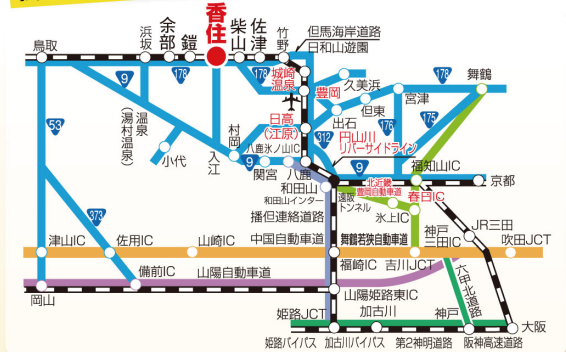 香住
鳥取
浜坂
余部
鎧
柴山
佐津
竹野
但馬海岸道路
日和山遊園
9
178
178
城崎
温泉
豊岡
久美浜
178
舞鶴
53
温泉
(湯村温泉)
小代
村岡
入江
日高
(江原)
八鹿氷ノ山IC
312
出石
但東
宮津
176
175
円山川
リバーサイドライン
9
関宮
八鹿
和田山
和田山インター
9
福知山IC
京都
北近畿
豊岡自動車道
遠阪
トンネル
春日IC
氷上IC
373
播但連絡道路
津山IC
佐用IC
山崎IC
中国自動車道
舞鶴若狭自動車道
神戸
三田IC
JR三田
吹田JCT
福崎IC
吉川JCT
備前IC
山陽自動車道
六甲北道路
岡山
山陽姫路東IC
姫路JCT
加古川
神戸
大阪
姫路バイパス
加古川バイパス
第2神明道路
阪神高速道路